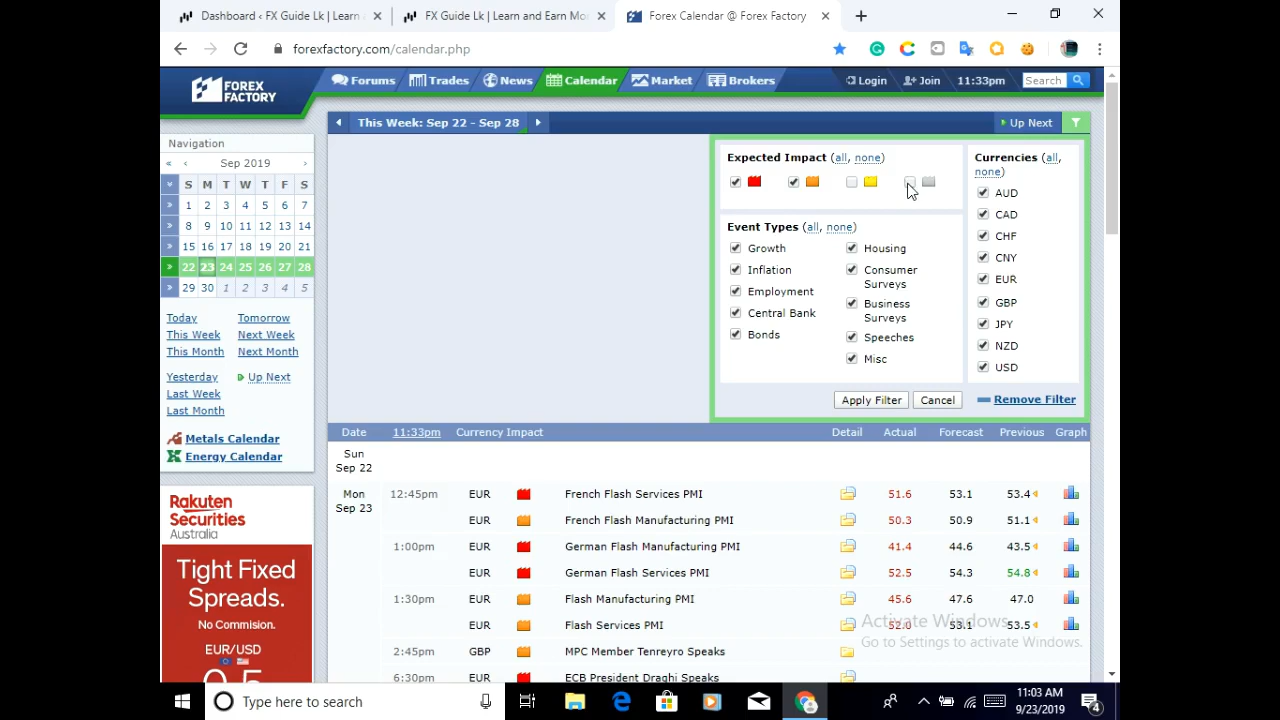 Dashboard ‹ FX Guide Lk | Learn
FX Guide Lk | Learn and Earn Mo
Forex Calendar @ Forex Factory
forexfactory.com/calendar.php
FOREX
FACTORY
Forums
Trades
News
Calendar
Market
Brokers
Login
Join
11:33pm
Search
Navigation
« ‹ Sep 2019 ›
S M T W T F S
1 2 3 4 5 6 7
8 9 10 11 12 13 14
15 16 17 18 19 20 21
22 23 24 25 26 27 28
29 30 1 2 3 4 5
Today Tomorrow
This Week Next Week
This Month Next Month
Yesterday Up Next
Last Week
Last Month
Metals Calendar
Energy Calendar
Rakuten
Securities
Australia
Tight Fixed
Spreads.
No Commision.
EUR/USD
This Week: Sep 22 - Sep 28
Up Next
Expected Impact (all, none)
Event Types (all, none)
Growth
Inflation
Employment
Central Bank
Bonds
Housing
Consumer
Surveys
Business
Surveys
Speeches
Misc
Currencies (all,
none)
AUD
CAD
CHF
CNY
EUR
GBP
JPY
NZD
USD
Apply Filter
Cancel
Remove Filter
Date 11:33pm Currency Impact Detail Actual Forecast Previous Graph
Sun
Sep 22
Mon
Sep 23
12:45pm EUR French Flash Services PMI 51.6 53.1 53.4
EUR French Flash Manufacturing PMI 50.3 50.9 51.1
1:00pm EUR German Flash Manufacturing PMI 41.4 44.6 43.5
EUR German Flash Services PMI 52.5 54.3 54.8
1:30pm EUR Flash Manufacturing PMI 45.6 47.6 47.0
EUR Flash Services PMI 52.0 53.1 53.5
2:45pm GBP MPC Member Tenreyro Speaks
6:30pm EUR ECB President Draghi Speaks
Activate Windows
Go to Settings to activate Windows.
Type here to search
11:03 AM
9/23/2019
4